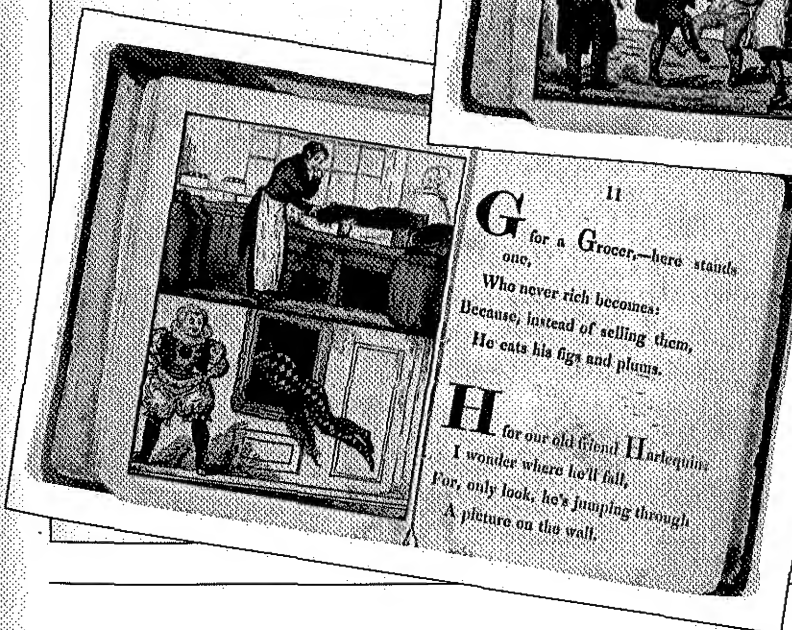 11
G for a Grocer,—here stands
one,
Who never rich becomes:
Because, instead of selling them,
He eats his figs and plums.
H for our old friend Harlequin;
I wonder where he'll fall,
For, only look, he's jumping through
A picture on the wall.